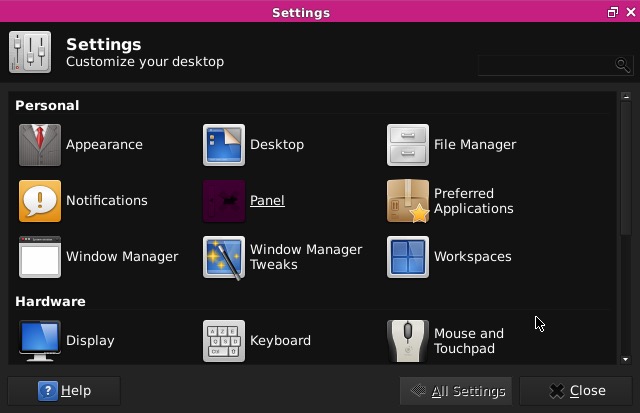 Settings
Settings
Customize your desktop
Personal
Appearance
Desktop
File Manager
Notifications
Panel
Preferred
Applications
Window Manager
Window Manager
Tweaks
Workspaces
Hardware
Display
Keyboard
Mouse and
Touchpad
Help
All Settings
Close